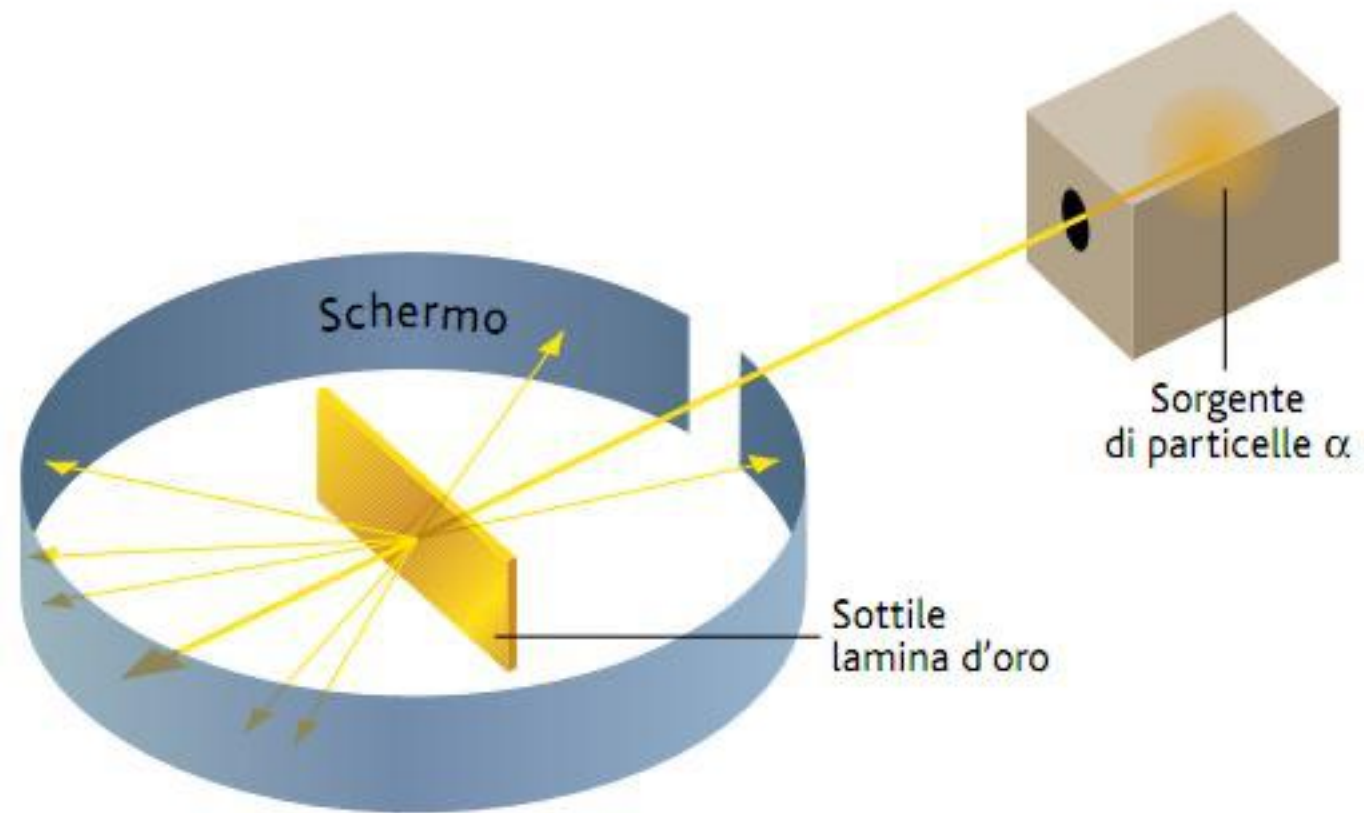 Schermo
Sorgente
di particelle α
Sottile
lamina d'oro